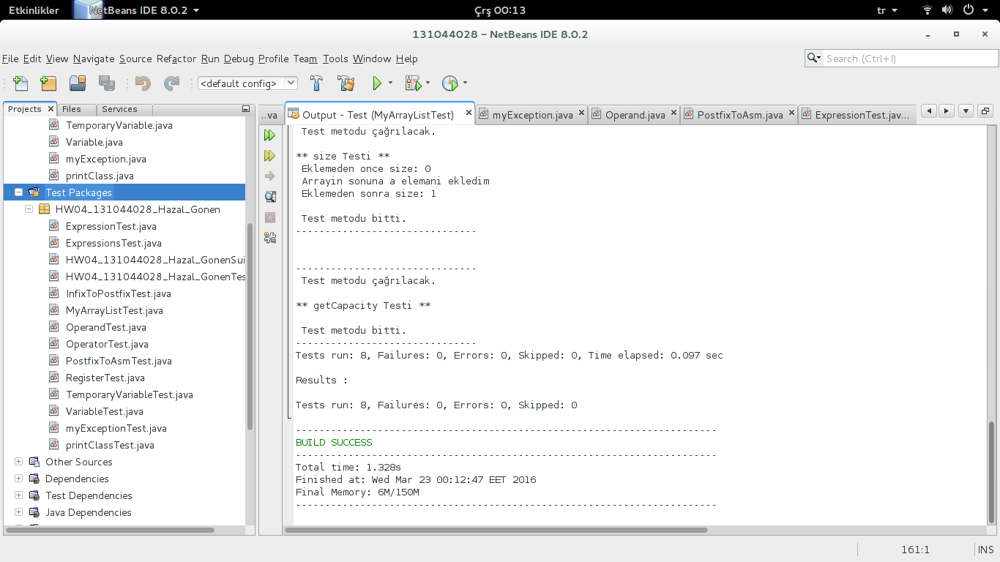 Etkinlikler NetBeans IDE 8.0.2 Çrş 00:13 tr
131044028 – NetBeans IDE 8.0.2
File Edit View Navigate Source Refactor Run Debug Profile Team Tools Window Help Search (Ctrl+I)
<default config>
Projects Files Services
..va Output - Test (MyArrayListTest) myException.java Operand.java PostfixToAsm.java ExpressionTest.jav...
TemporaryVariable.java
Variable.java
myException.java
printClass.java
Test Packages
HW04_131044028_Hazal_Gonen
ExpressionTest.java
ExpressionsTest.java
HW04_131044028_Hazal_GonenSui
HW04_131044028_Hazal_GonenTes
InfixToPostfixTest.java
MyArrayListTest.java
OperandTest.java
OperatorTest.java
PostfixToAsmTest.java
RegisterTest.java
TemporaryVariableTest.java
VariableTest.java
myExceptionTest.java
printClassTest.java
Other Sources
Dependencies
Test Dependencies
Java Dependencies
Test metodu çağrılacak.
** size Testi **
Eklemeden once size: 0
Arrayin sonuna a elemani ekledim
Eklemeden sonra size: 1
Test metodu bitti.
-------------------------------
-------------------------------
Test metodu çağrılacak.
** getCapacity Testi **
Test metodu bitti.
-------------------------------
Tests run: 8, Failures: 0, Errors: 0, Skipped: 0, Time elapsed: 0.097 sec
Results :
Tests run: 8, Failures: 0, Errors: 0, Skipped: 0
------------------------------------------------------------------------
BUILD SUCCESS
------------------------------------------------------------------------
Total time: 1.328s
Finished at: Wed Mar 23 00:12:47 EET 2016
Final Memory: 6M/150M
------------------------------------------------------------------------
161:1 INS